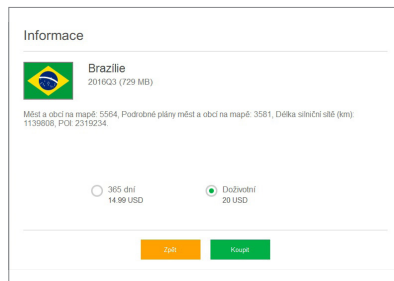 Informace
Brazílie
2016Q3 (729 MB)
Měst a obcí na mapě: 5564, Podrobné plány měst a obcí na mapě: 3581, Délka silniční sítě (km):
1139808, POI: 2319234.
365 dní
14.99 USD
Doživotní
20 USD
Zpět
Koupit